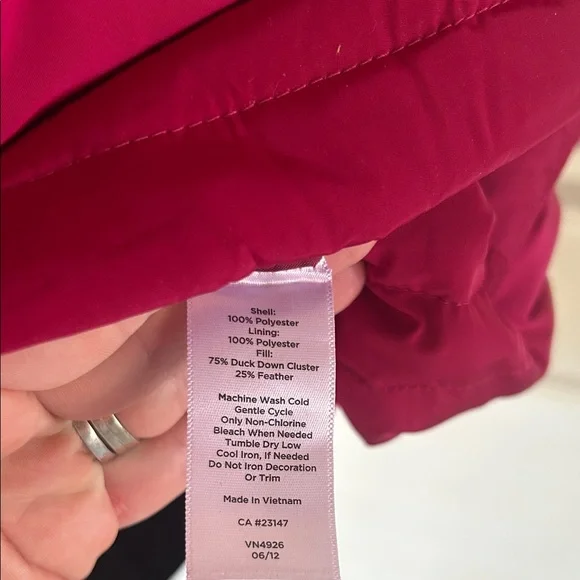 Shell:
100% Polyester
Lining:
100% Polyester
Fill:
75% Duck Down Cluster
25% Feather
Machine Wash Cold
Gentle Cycle
Only Non-Chlorine
Bleach When Needed
Tumble Dry Low
Cool Iron, If Needed
Do Not Iron Decoration
Or Trim
Made In Vietnam
CA #23147
VN4926
06/12